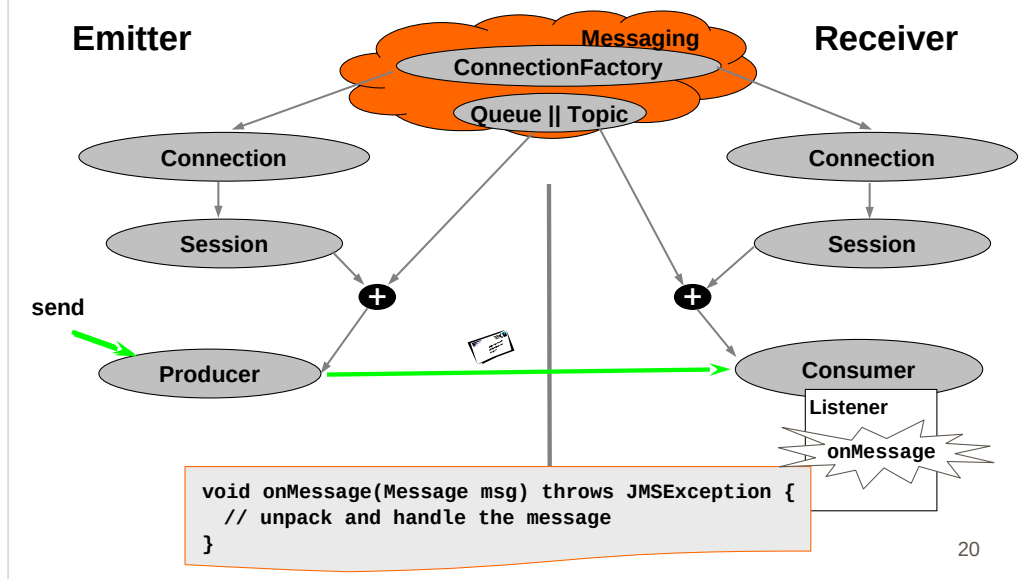 Emitter
Messaging
Receiver
ConnectionFactory
Queue || Topic
Connection
Connection
Session
Session
+
+
send
Producer
Consumer
Listener
onMessage
void onMessage(Message msg) throws JMSException {
// unpack and handle the message
}
20